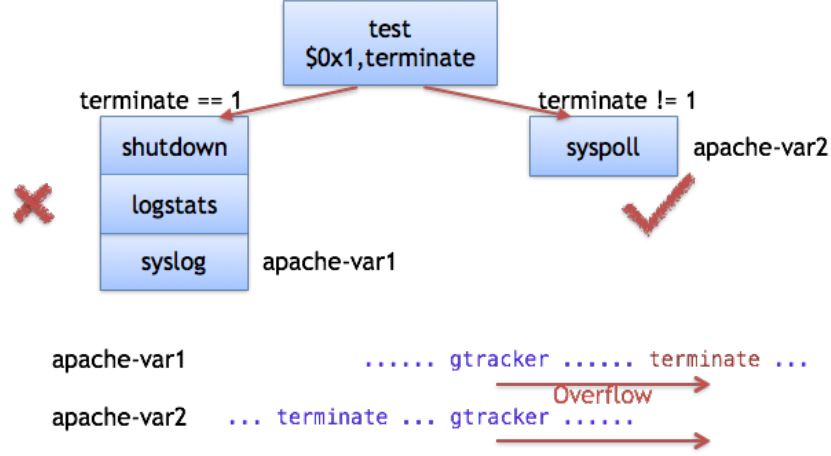 test
$0x1,terminate
terminate == 1
terminate != 1
shutdown
syspoll
apache-var2
logstats
syslog
apache-var1
apache-var1 ...... gtracker ...... terminate ...
Overflow
apache-var2 ... terminate ... gtracker ......